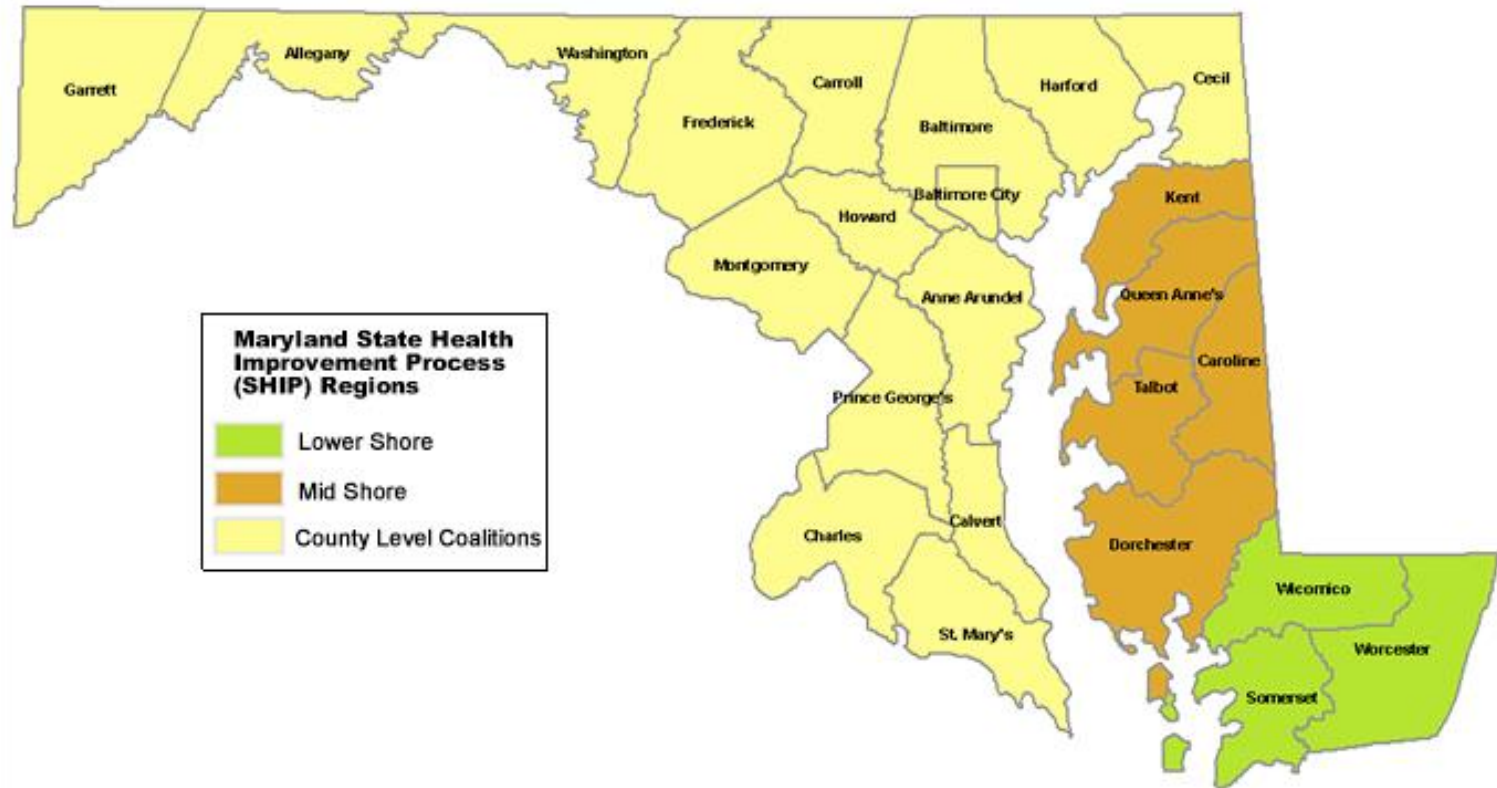 Garrett
Allegany
Washington
Frederick
Carroll
Baltimore
Harford
Cecil
Baltimore City
Howard
Montgomery
Anne Arundel
Kent
Queen Anne's
Caroline
Talbot
Prince George's
Charles
Calvert
St. Mary's
Dorchester
Wicomico
Worcester
Somerset
Maryland State Health
Improvement Process
(SHIP) Regions
Lower Shore
Mid Shore
County Level Coalitions